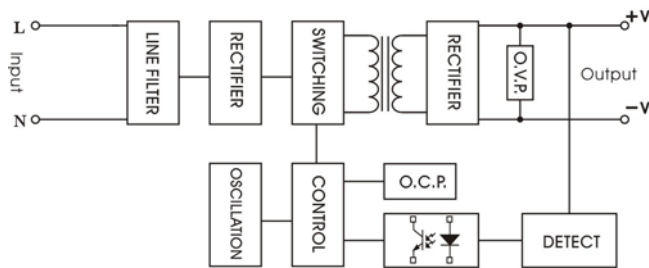 L
Input
N
LINE FILTER
RECTIFIER
SWITCHING
RECTIFIER
O.V.P.
+V
Output
-V
OSCILLATION
CONTROL
O.C.P.
DETECT